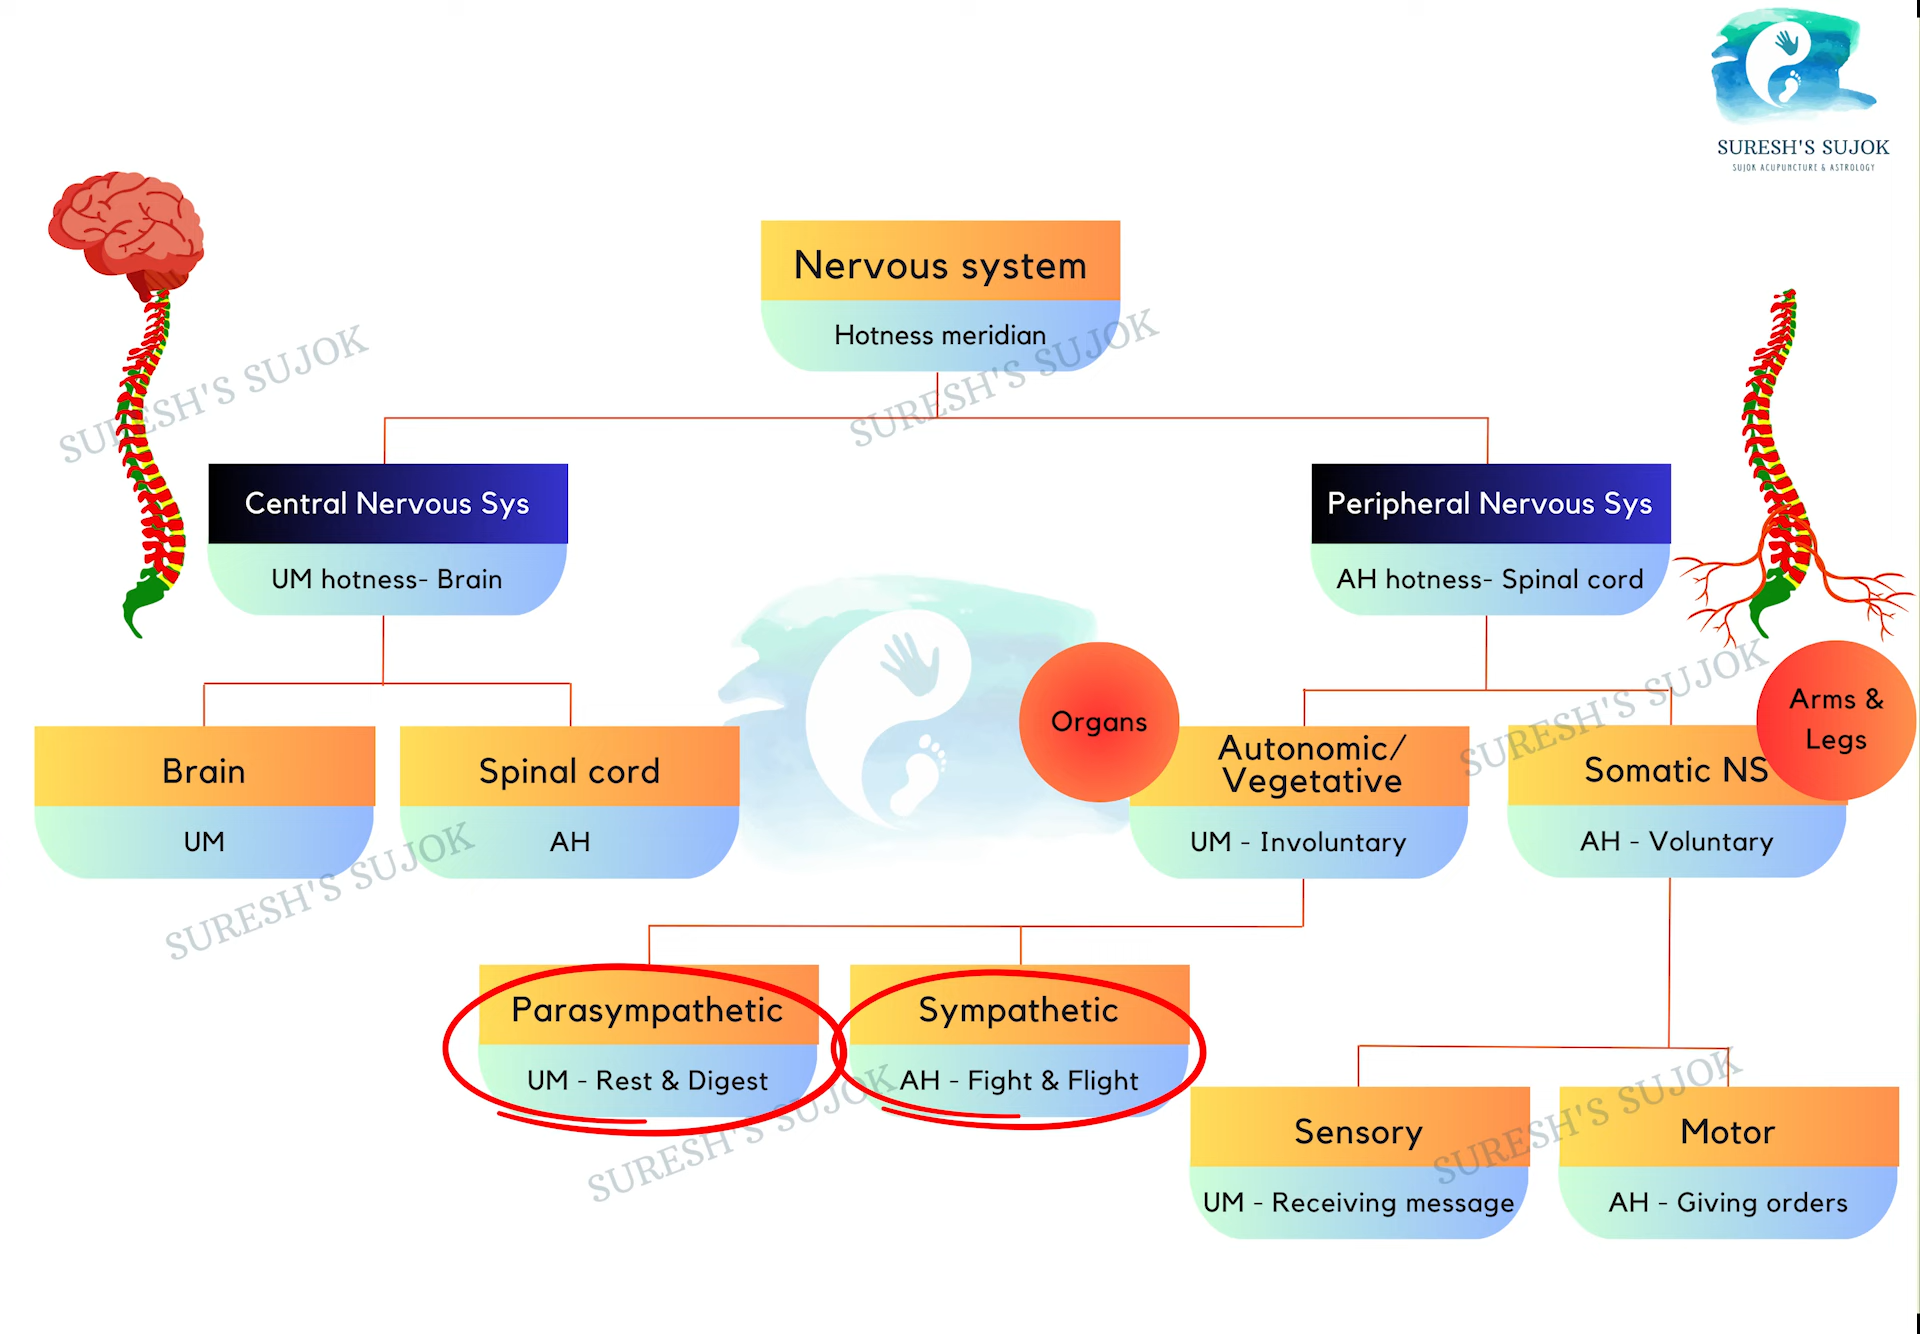 SURESH'S SUJOK
SUJOK ACUPUNCTURE & ASTROLOGY
Nervous system
Hotness meridian
SURESH'S SUJOK
SURESH'S SUJOK
Central Nervous Sys
UM hotness- Brain
Peripheral Nervous Sys
AH hotness- Spinal cord
Organs
Arms &
Legs
SURESH'S SUJOK
Brain
UM
Spinal cord
AH
Autonomic/
Vegetative
UM - Involuntary
Somatic NS
AH - Voluntary
SURESH'S SUJOK
Parasympathetic
UM - Rest & Digest
Sympathetic
AH - Fight & Flight
SURESH'S SUJOK
SURESH'S SUJOK
Sensory
UM - Receiving message
Motor
AH - Giving orders